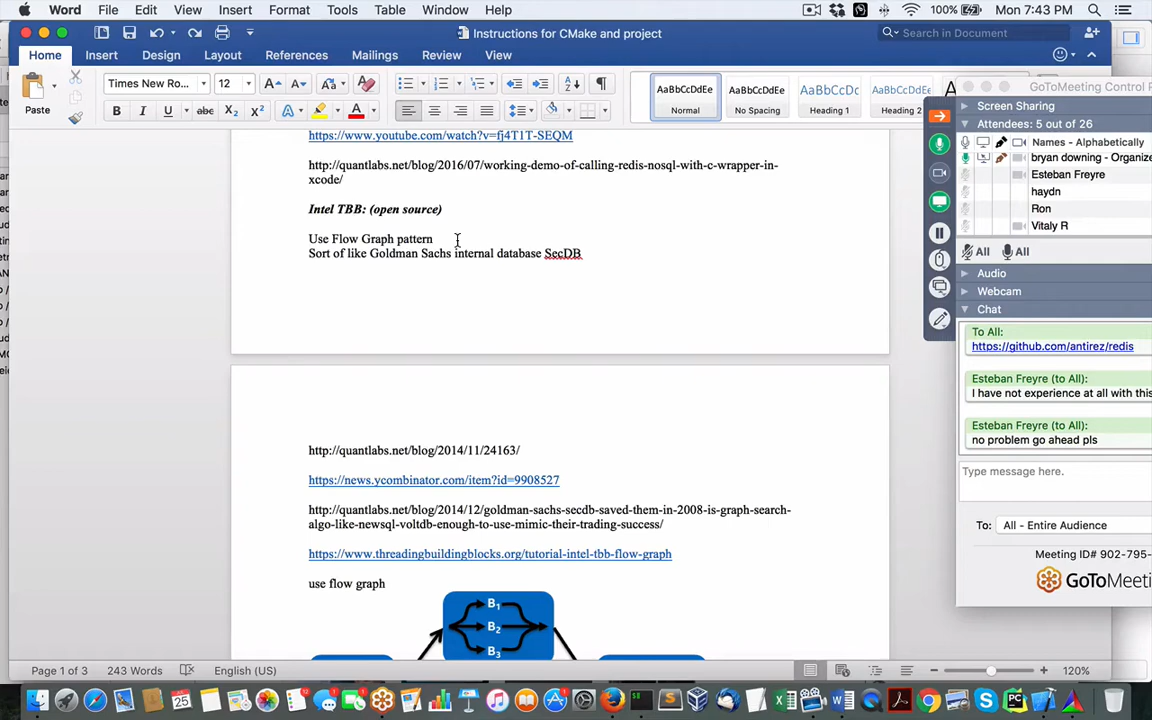 Word File Edit View Insert Format Tools Table Window Help 100% Mon 7:43 PM
Instructions for CMake and project
Search in Document
Home Insert Design Layout References Mailings Review View
Paste
Times New Ro... 12
B I U abc X₂ X² A A
AaBbCcDdEe AaBbCcDdEe AaBbCcDc AaBbCcDdEe
Normal No Spacing Heading 1 Heading 2
https://www.youtube.com/watch?v=fj4T1T-SEQM
http://quantlabs.net/blog/2016/07/working-demo-of-calling-redis-nosql-with-c-wrapper-in-
xcode/
Intel TBB: (open source)
Use Flow Graph pattern
Sort of like Goldman Sachs internal database SecDB
http://quantlabs.net/blog/2014/11/24163/
https://news.ycombinator.com/item?id=9908527
http://quantlabs.net/blog/2014/12/goldman-sachs-secdb-saved-them-in-2008-is-graph-search-
algo-like-newsql-voltdb-enough-to-use-mimic-their-trading-success/
https://www.threadingbuildingblocks.org/tutorial-intel-tbb-flow-graph
use flow graph
B₁
B₂
B₃
Page 1 of 3 243 Words English (US) 120%
GoToMeeting Control P
Screen Sharing
Attendees: 5 out of 26
Names - Alphabetically
bryan downing - Organize
Esteban Freyre
haydn
Ron
Vitaly R
All All
Audio
Webcam
Chat
To All:
https://github.com/antirez/redis
Esteban Freyre (to All):
I have not experience at all with this
Esteban Freyre (to All):
no problem go ahead pls
Type message here.
To: All - Entire Audience
Meeting ID# 902-795-
GoToMeeti